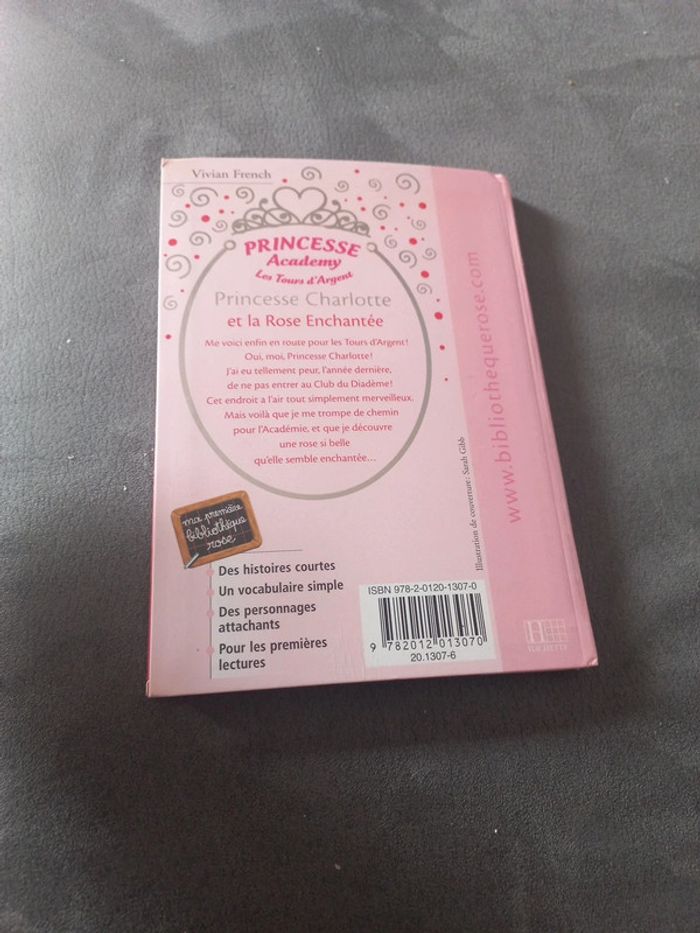 Vivian French
PRINCESSE
Academy
Les Tours d'Argent
Princesse Charlotte
et la Rose Enchantée
Me voici enfin en route pour les Tours d'Argent!
Oui, moi, Princesse Charlotte!
J'ai eu tellement peur, l'année dernière,
de ne pas entrer au Club du Diadème!
Cet endroit a l'air tout simplement merveilleux.
Mais voilà que je me trompe de chemin
pour l'Académie, et que je découvre
une rose si belle
qu'elle semble enchantée...
ma première
bibliothèque
rose
Des histoires courtes
Un vocabulaire simple
Des personnages
attachants
Pour les premières
lectures
Illustration de couverture: Sarah Gibb
ISBN 978-2-0120-1307-0
9 782012 013070
20.1307-6
www.bibliothequerose.com
H
HACHETTE